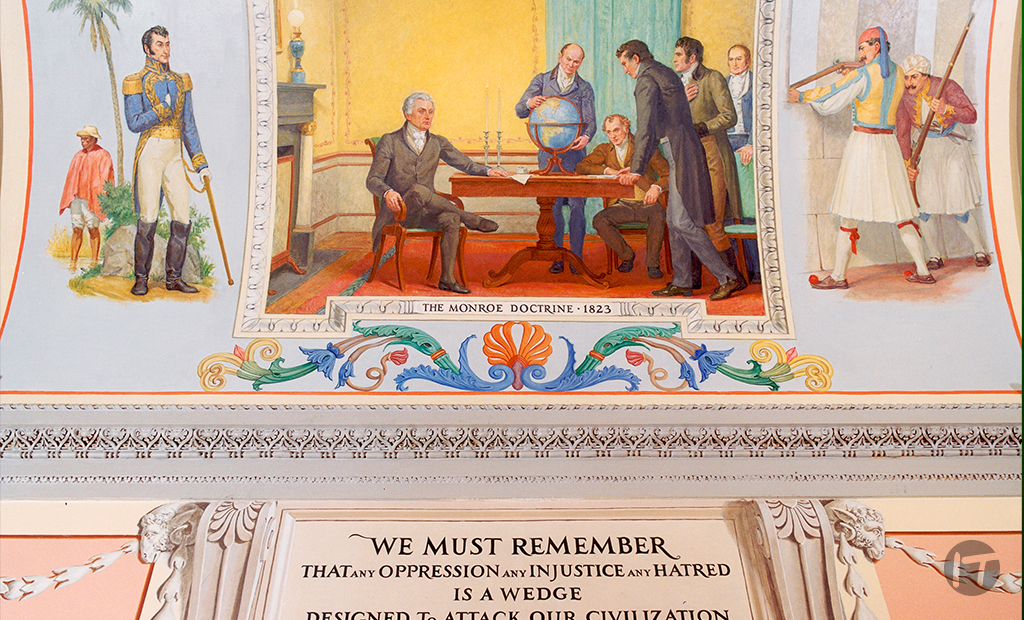 THE MONROE DOCTRINE · 1823
WE MUST REMEMBER
THAT ANY OPPRESSION ANY INJUSTICE ANY HATRED
IS A WEDGE
DESIGNED TO ATTACK OUR CIVILIZATION